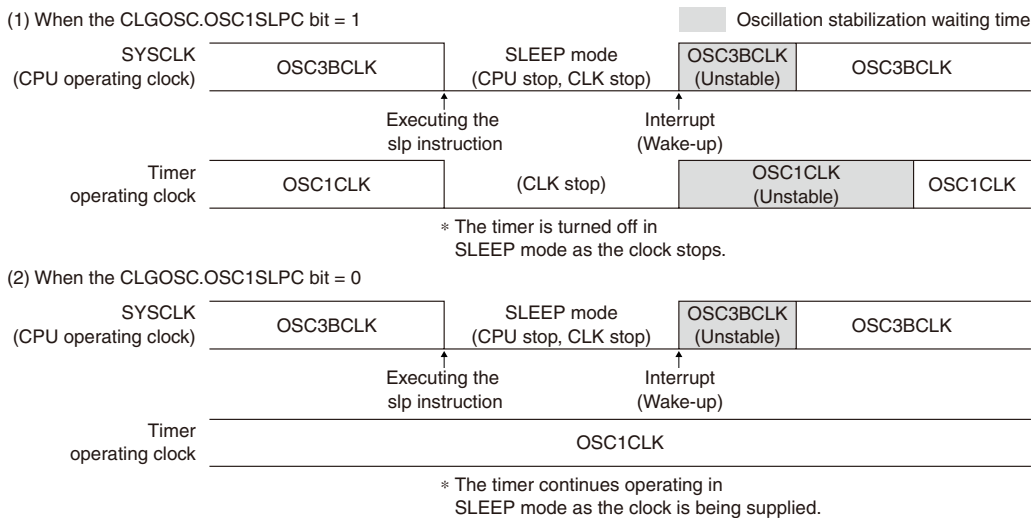 (1) When the CLGOSC.OSC1SLPC bit = 1
Oscillation stabilization waiting time
SYSCLK
(CPU operating clock)
OSC3BCLK
SLEEP mode
(CPU stop, CLK stop)
OSC3BCLK
(Unstable)
OSC3BCLK
Executing the
slp instruction
Interrupt
(Wake-up)
Timer
operating clock
OSC1CLK
(CLK stop)
OSC1CLK
(Unstable)
OSC1CLK
* The timer is turned off in
SLEEP mode as the clock stops.
(2) When the CLGOSC.OSC1SLPC bit = 0
SYSCLK
(CPU operating clock)
OSC3BCLK
SLEEP mode
(CPU stop, CLK stop)
OSC3BCLK
(Unstable)
OSC3BCLK
Executing the
slp instruction
Interrupt
(Wake-up)
Timer
operating clock
OSC1CLK
* The timer continues operating in
SLEEP mode as the clock is being supplied.